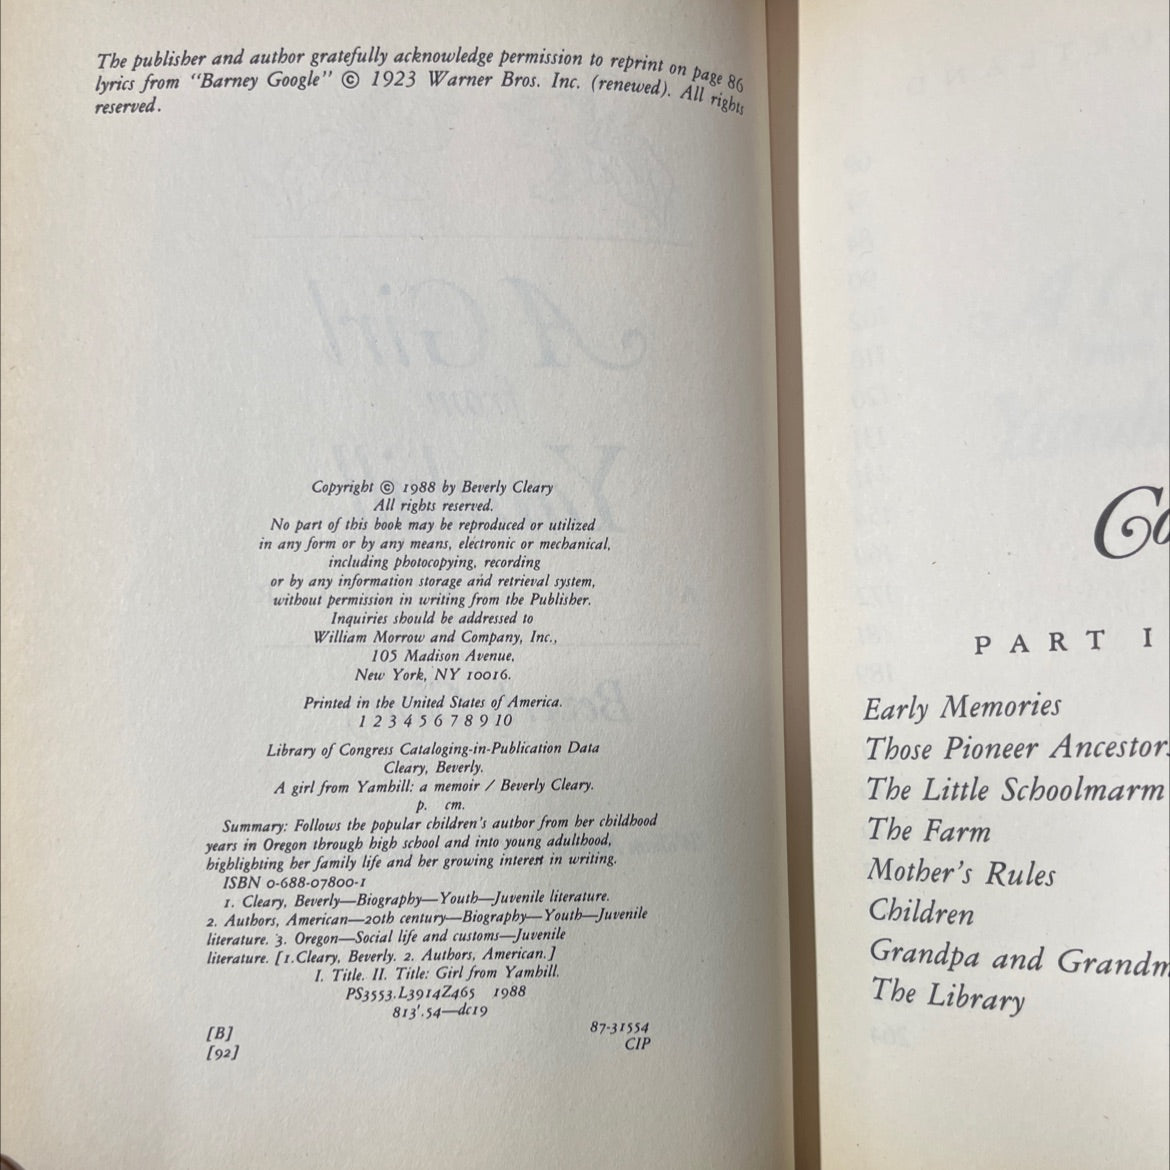 The publisher and author gratefully acknowledge permission to reprint on page 86
lyrics from "Barney Google" © 1923 Warner Bros. Inc. (renewed). All rights
reserved.
Copyright © 1988 by Beverly Cleary
All rights reserved.
No part of this book may be reproduced or utilized
in any form or by any means, electronic or mechanical,
including photocopying, recording
or by any information storage and retrieval system,
without permission in writing from the Publisher.
Inquiries should be addressed to
William Morrow and Company, Inc.,
105 Madison Avenue,
New York, NY 10016.
Printed in the United States of America.
1 2 3 4 5 6 7 8 9 10
Library of Congress Cataloging-in-Publication Data
Cleary, Beverly.
A girl from Yambill: a memoir / Beverly Cleary.
p. cm.
Summary: Follows the popular children's author from her childhood
years in Oregon through high school and into young adulthood,
highlighting her family life and her growing interest in writing.
ISBN 0-688-07800-1
1. Cleary, Beverly—Biography—Youth—Juvenile literature.
2. Authors, American—20th century—Biography—Youth—Juvenile
literature. 3. Oregon—Social life and customs—Juvenile
literature. [1.Cleary, Beverly. 2. Authors, American.]
I. Title. II. Title: Girl from Yambill.
PS3553.L3914Z465 1988
813'.54—dc19
[B] 87-31554
[92] CIP
Co
PART I
Early Memories
Those Pioneer Ancestors
The Little Schoolmarm
The Farm
Mother's Rules
Children
Grandpa and Grandm
The Library